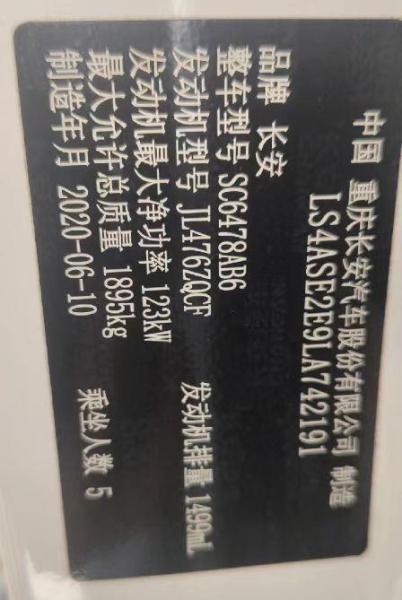 中国 重庆长安汽车股份有限公司 制造
LS4ASE2E9LA742191
品牌 长安
整车型号 SC6478AB6
发动机型号 JL476ZQCF 发动机排量 1499mL
发动机最大净功率 123kW
最大允许总质量 1895kg
制造年月 2020-06-10 乘坐人数 5